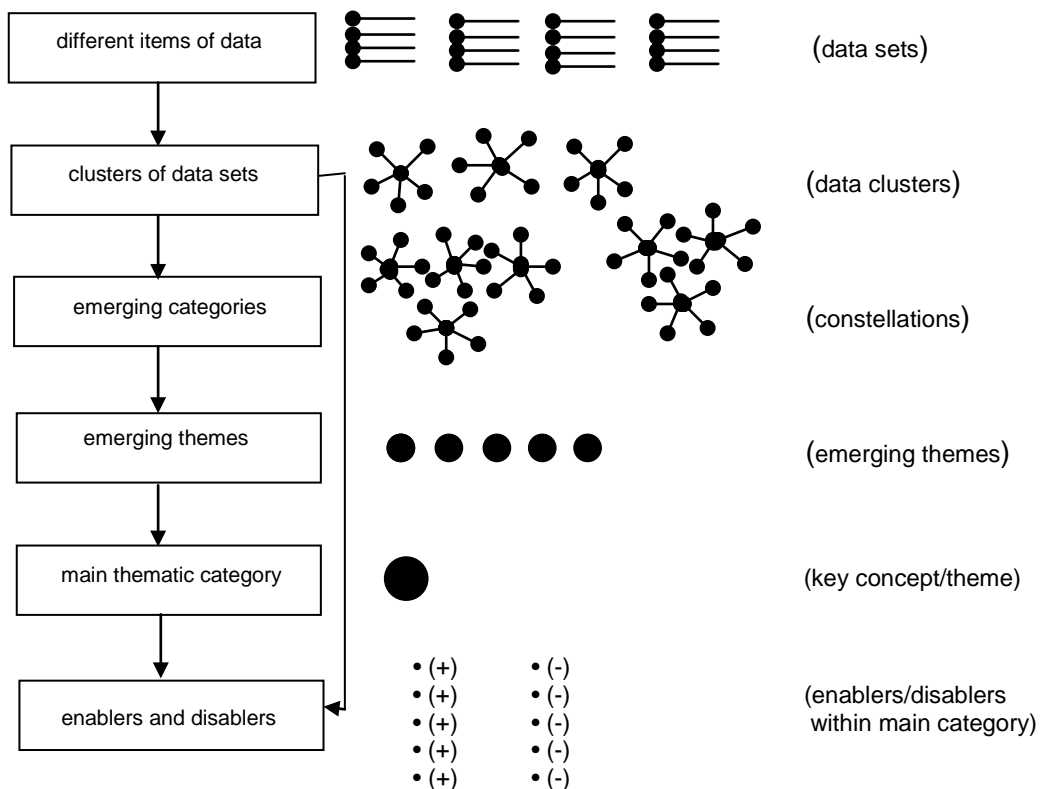 different items of data
(data sets)
clusters of data sets
(data clusters)
emerging categories
(constellations)
emerging themes
(emerging themes)
main thematic category
(key concept/theme)
enablers and disablers
• (+) • (-)
• (+) • (-)
• (+) • (-)
• (+) • (-)
• (+) • (-)
(enablers/disablers
within main category)